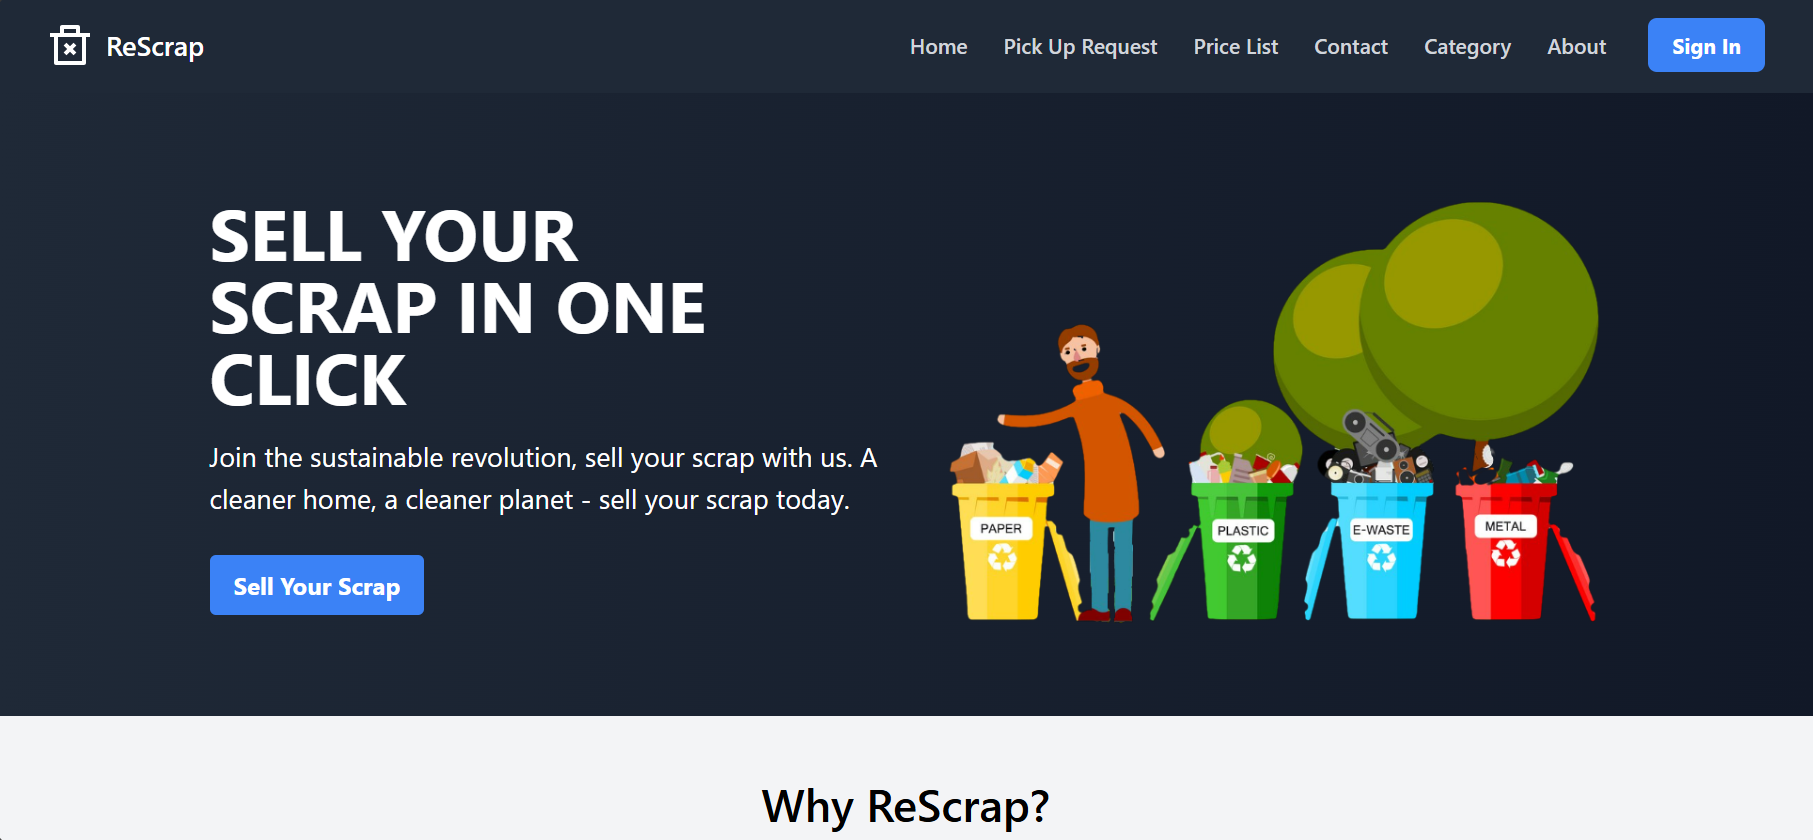 ReScrap
Home
Pick Up Request
Price List
Contact
Category
About
Sign In
SELL YOUR
SCRAP IN ONE
CLICK
Join the sustainable revolution, sell your scrap with us. A
cleaner home, a cleaner planet - sell your scrap today.
Sell Your Scrap
PAPER
PLASTIC
E-WASTE
METAL
Why ReScrap?